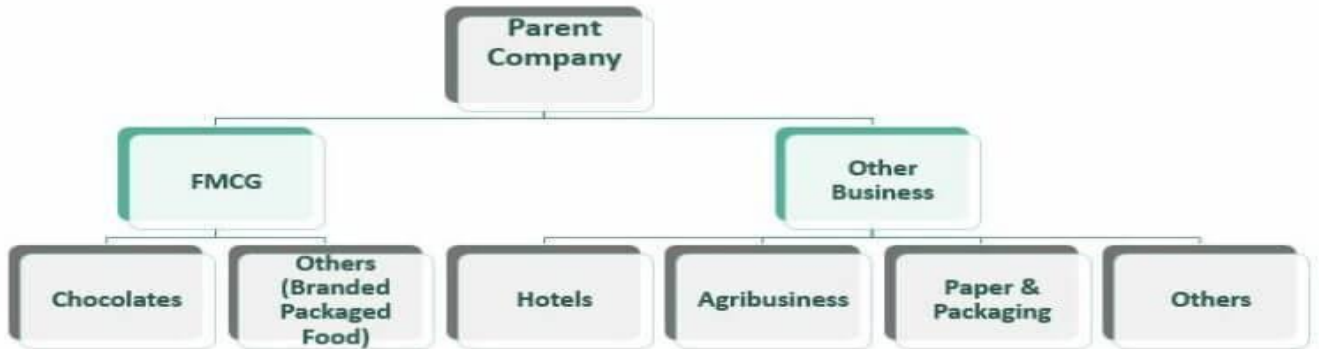 Parent
Company
FMCG
Other
Business
Chocolates
Others
(Branded
Packaged
Food)
Hotels
Agribusiness
Paper &
Packaging
Others